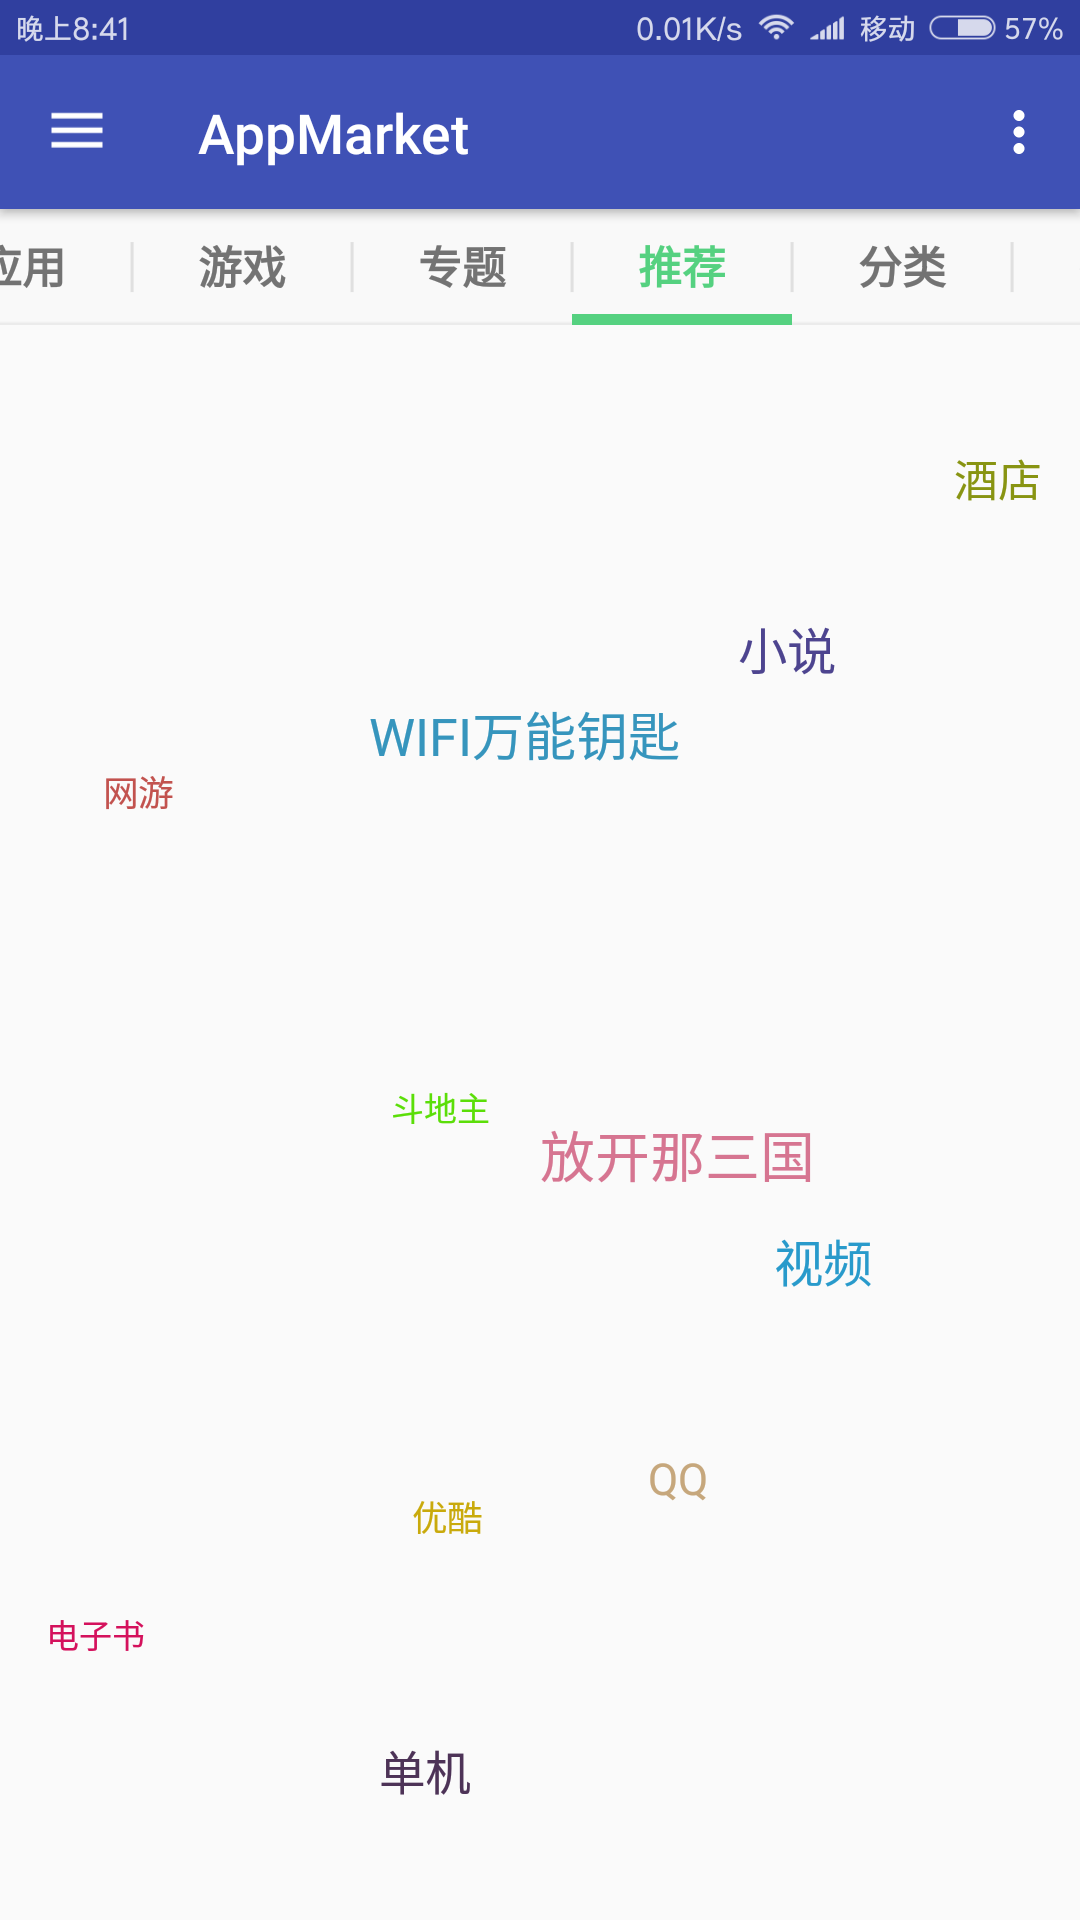 晚上8:41 0.01K/s 移动 57%
AppMarket
应用 游戏 专题 推荐 分类
酒店
小说
WIFI万能钥匙
网游
斗地主
放开那三国
视频
QQ
优酷
电子书
单机